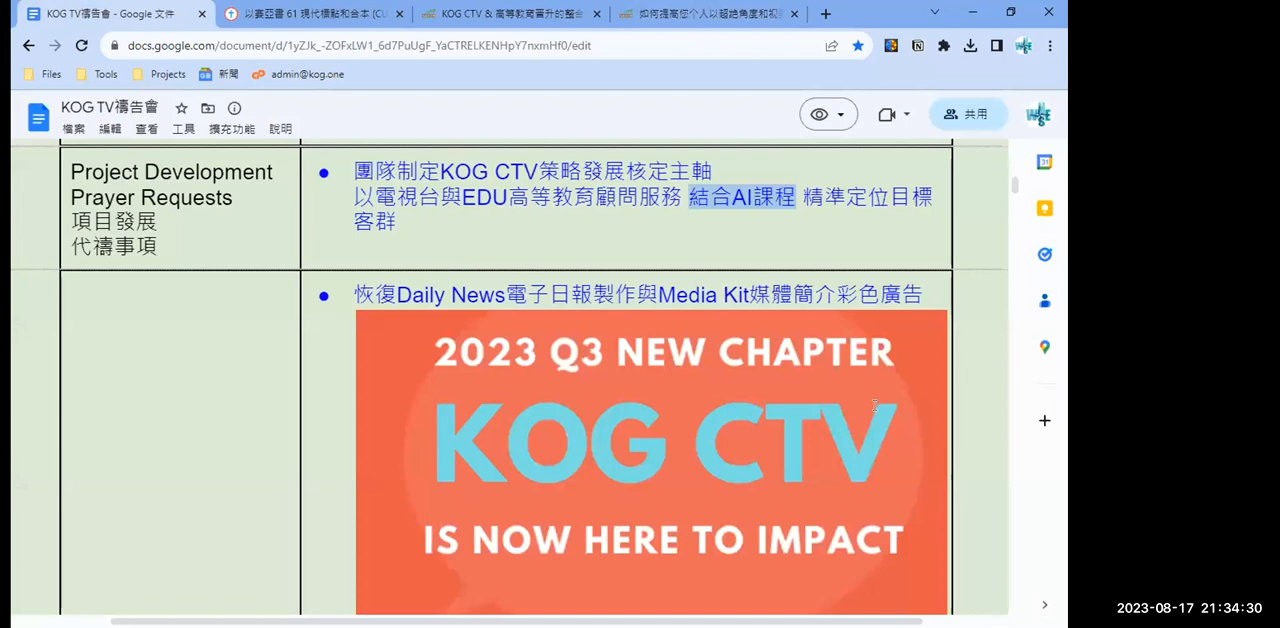 KOG TV禱告會 - Google 文件
以賽亞書 61 現代標點和合本 (CU
KOG CTV & 高等教育晉升的整合
如何提高您个人以超絶角度和視
docs.google.com/document/d/1yZJk_-ZOFxLW1_6d7PuUgF_YaCTRELKENHpY7nxmHf0/edit
Files
Tools
Projects
新聞
admin@kog.one
KOG TV禱告會
檔案
編輯
查看
工具
擴充功能
說明
共用
Project Development
Prayer Requests
項目發展
代禱事項
團隊制定KOG CTV策略發展核定主軸
以電視台與EDU高等教育顧問服務 結合AI課程 精準定位目標
客群
恢復Daily News電子日報製作與Media Kit媒體簡介彩色廣告
2023 Q3 NEW CHAPTER
KOG CTV
IS NOW HERE TO IMPACT
2023-08-17 21:34:30